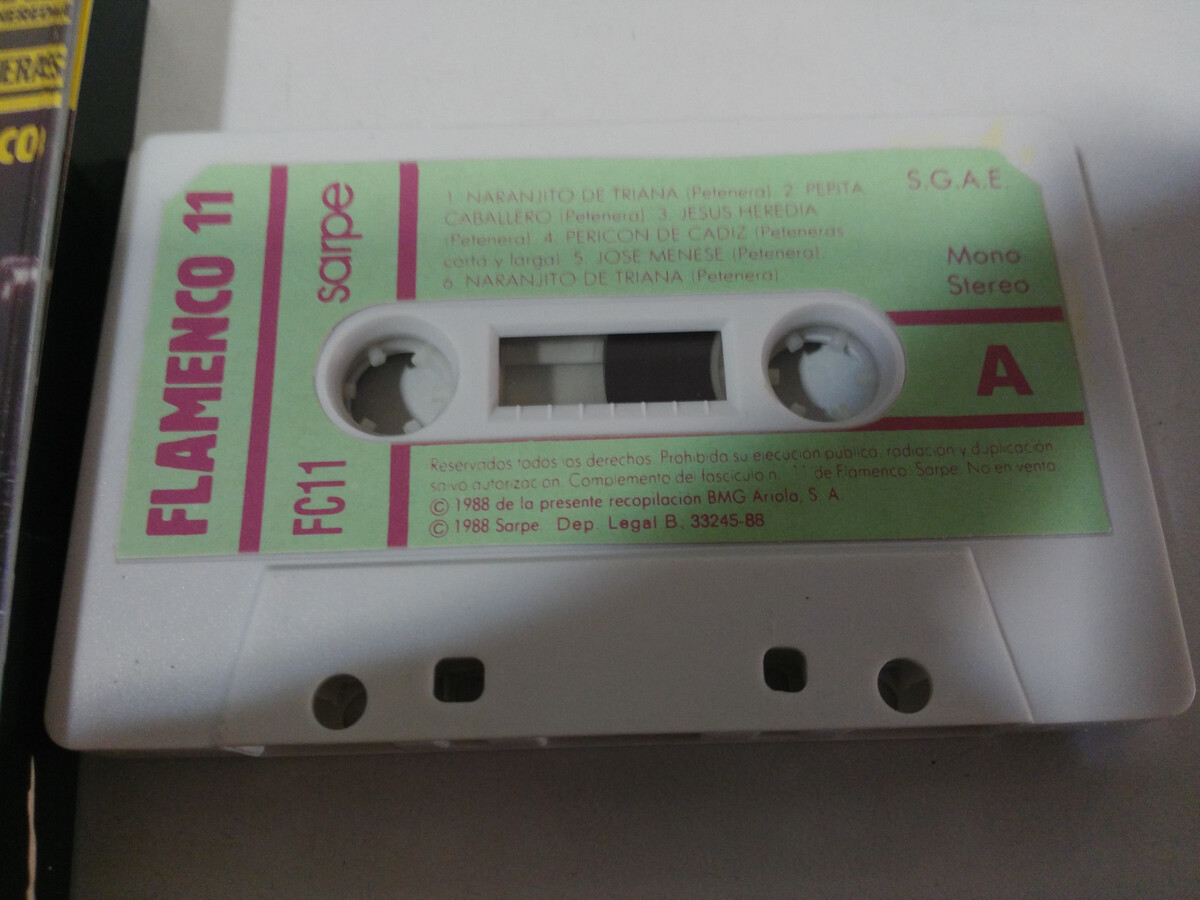 ERAS
CO
FLAMENCO 11
sarpe
FC11
1. NARANJITO DE TRIANA (Petenera). 2. PEPITA
CABALLERO (Petenera). 3. JESUS HEREDIA
(Petenera). 4. PERICON DE CADIZ (Peteneras
corta y larga). 5. JOSE MENESE (Petenera).
6. NARANJITO DE TRIANA (Petenera)
S.G.A.E.
Mono
Stereo
A
Reservados todos los derechos. Prohibida su ejecución pública, radiación y duplicación,
salvo autorización. Complemento del fascículo n.º 11 de Flamenco. Sarpe. No en venta
© 1988 de la presente recopilación BMG Ariola, S. A.
© 1988 Sarpe. Dep. Legal B. 33245-88